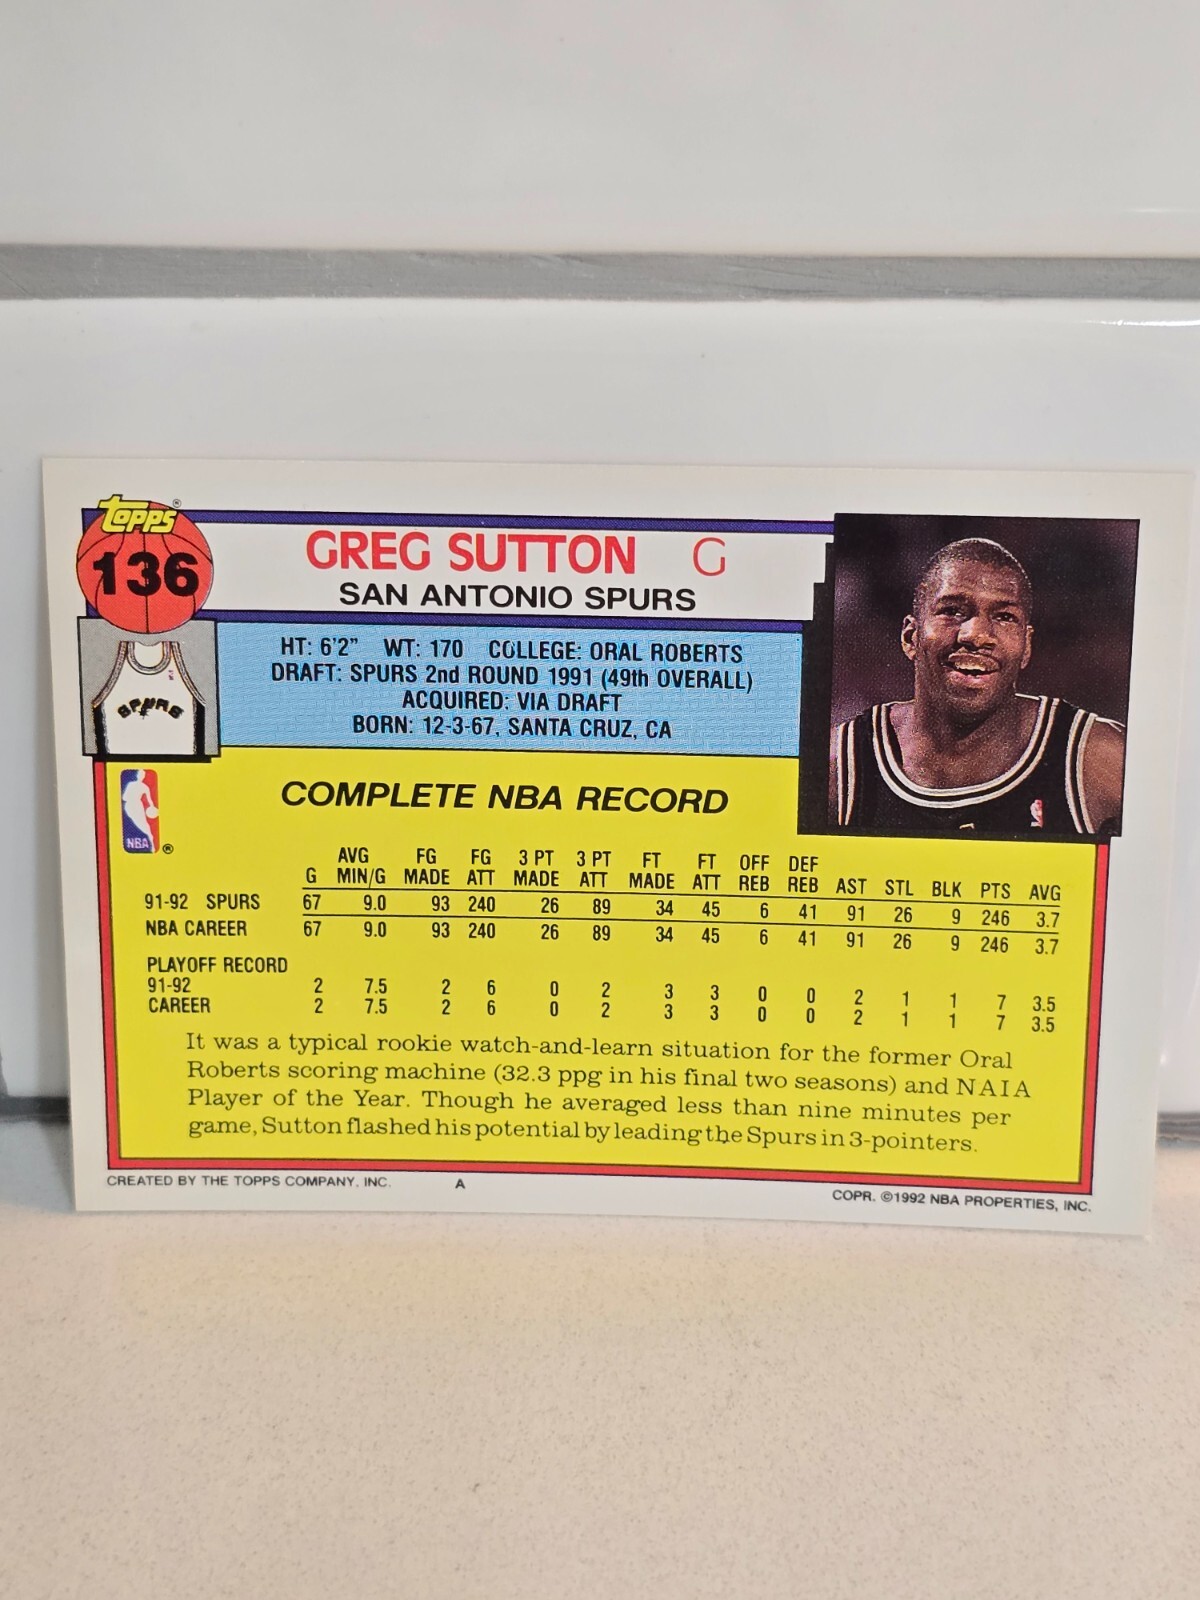 Topps®
136
GREG SUTTON G
SAN ANTONIO SPURS
HT: 6'2" WT: 170 COLLEGE: ORAL ROBERTS
DRAFT: SPURS 2nd ROUND 1991 (49th OVERALL)
ACQUIRED: VIA DRAFT
BORN: 12-3-67, SANTA CRUZ, CA
SPURS
NBA ®
COMPLETE NBA RECORD
G AVG MIN/G FG MADE FG ATT 3 PT MADE 3 PT ATT FT MADE FT ATT OFF REB DEF REB AST STL BLK PTS AVG
91-92 SPURS 67 9.0 93 240 26 89 34 45 6 41 91 26 9 246 3.7
NBA CAREER 67 9.0 93 240 26 89 34 45 6 41 91 26 9 246 3.7
PLAYOFF RECORD
91-92 2 7.5 2 6 0 2 3 3 0 0 2 1 1 7 3.5
CAREER 2 7.5 2 6 0 2 3 3 0 0 2 1 1 7 3.5
It was a typical rookie watch-and-learn situation for the former Oral
Roberts scoring machine (32.3 ppg in his final two seasons) and NAIA
Player of the Year. Though he averaged less than nine minutes per
game, Sutton flashed his potential by leading the Spurs in 3-pointers.
CREATED BY THE TOPPS COMPANY, INC. A
COPR. ©1992 NBA PROPERTIES, INC.